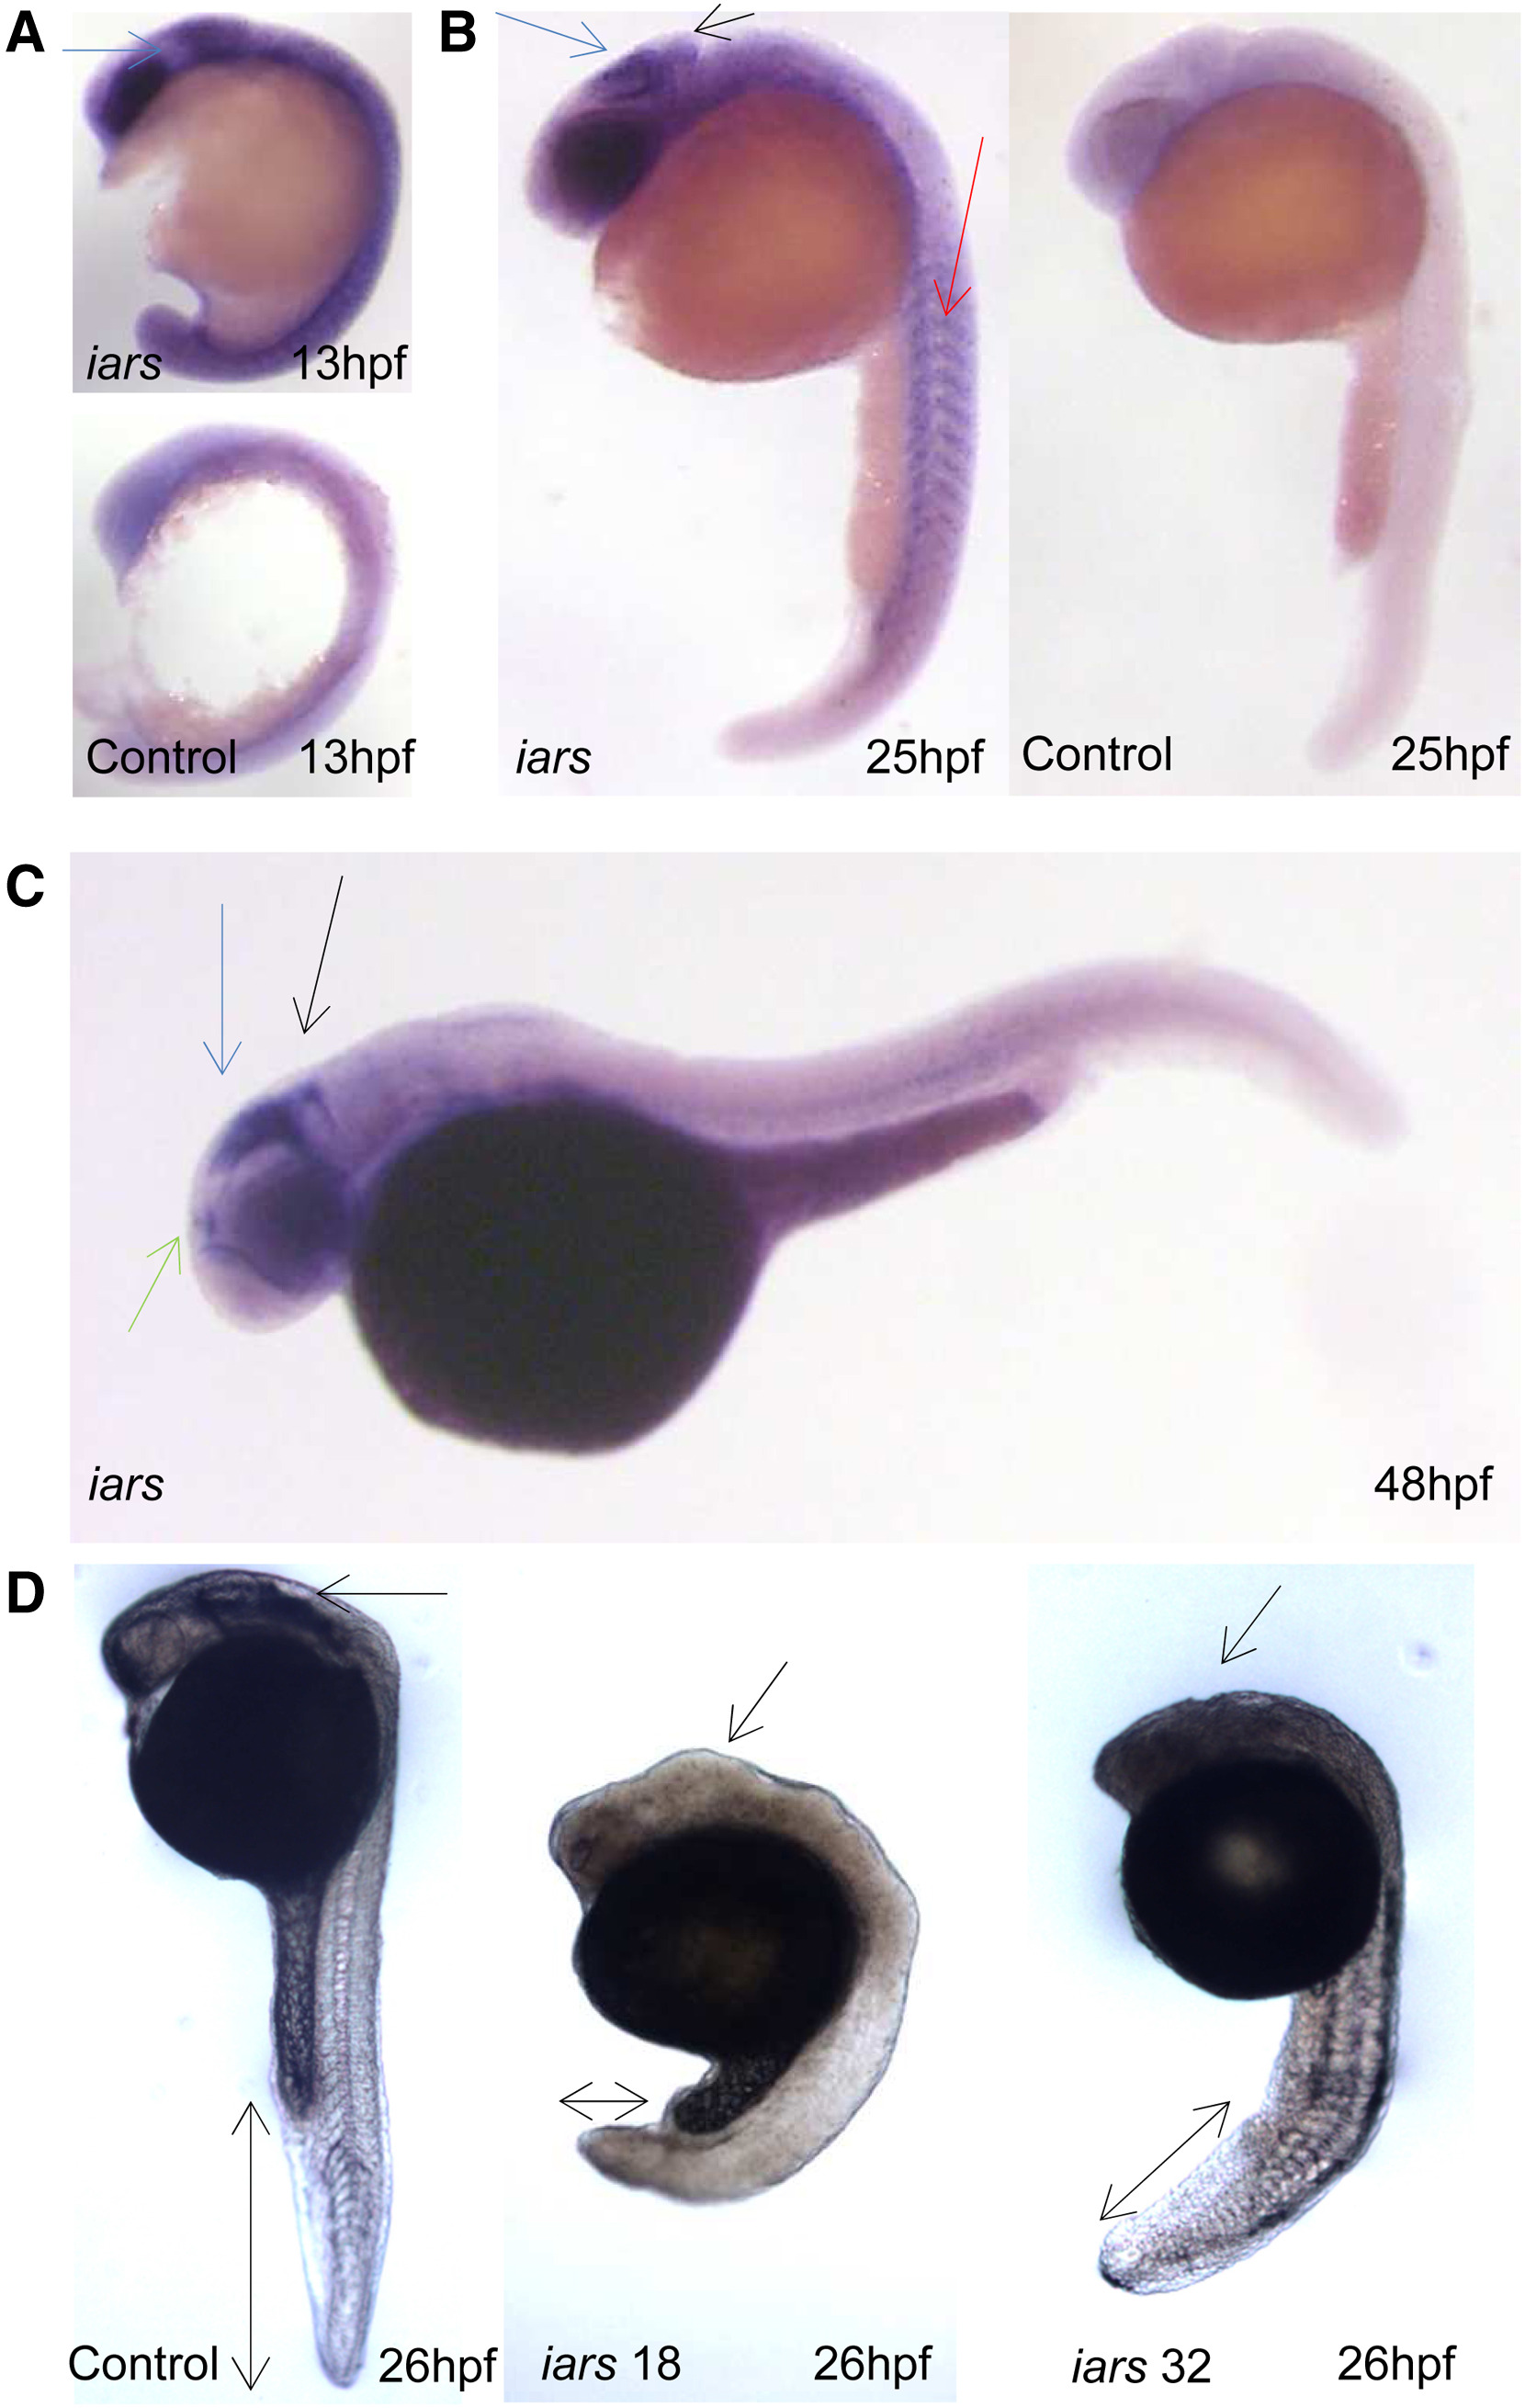 A
B
iars 13hpf
Control 13hpf
iars 25hpf
Control 25hpf
C
iars 48hpf
D
Control 26hpf
iars 18 26hpf
iars 32 26hpf